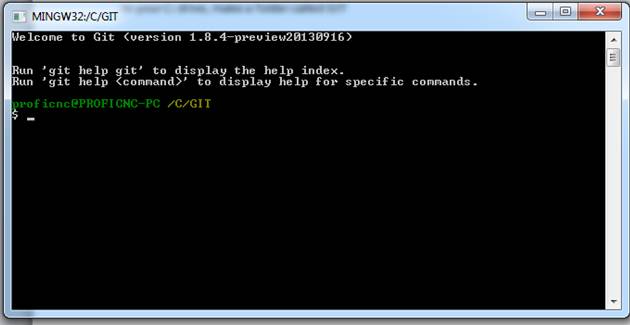 MINGW32:/C/GIT
Welcome to Git (version 1.8.4-preview20130916)
Run 'git help git' to display the help index.
Run 'git help <command>' to display help for specific commands.
proficnc@PROFICNC-PC /C/GIT
$